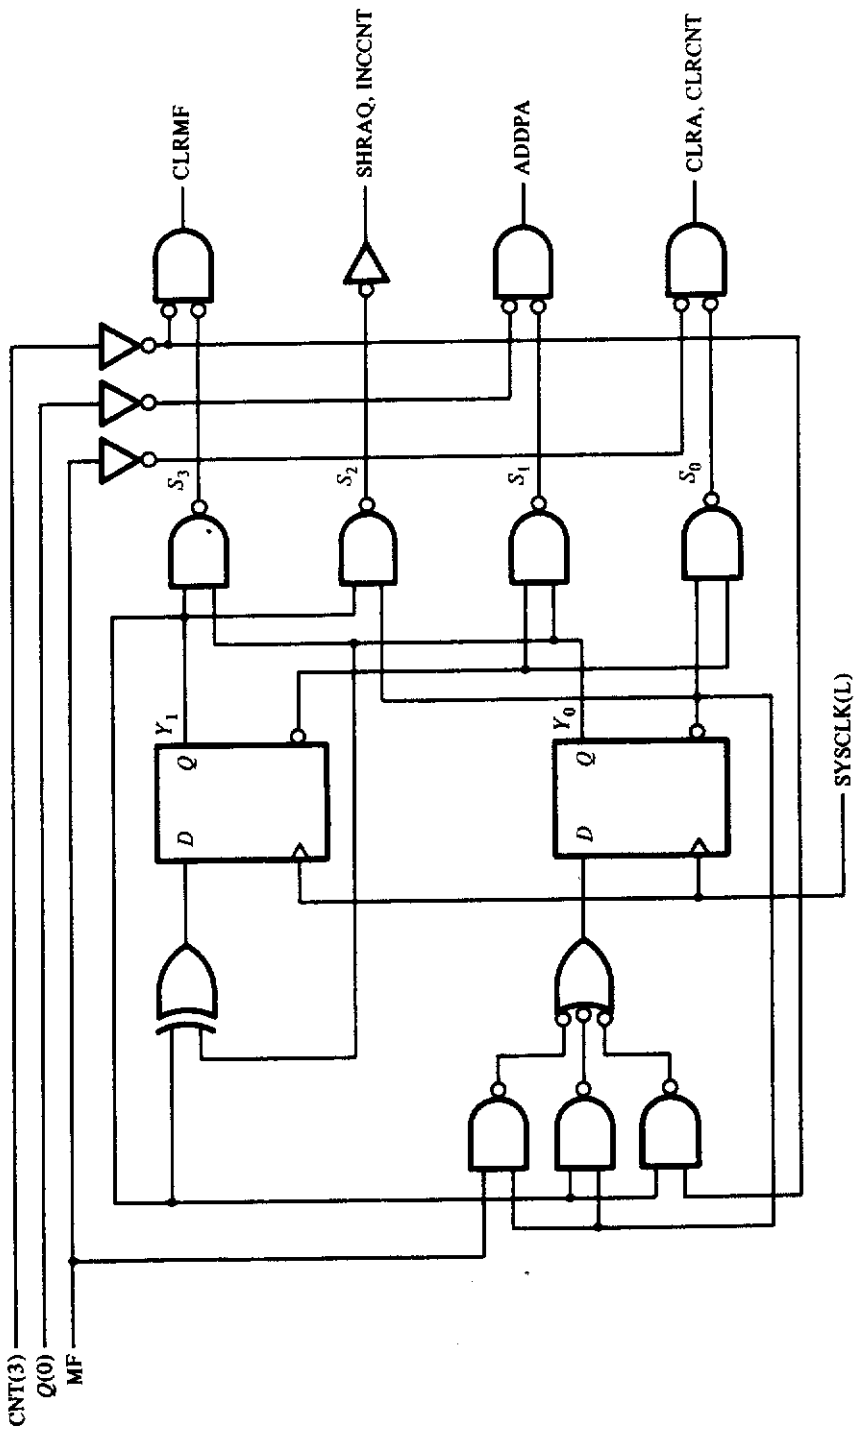 CNT(3)
Q(0)
MF
D
Q
Y1
D
Q
Y0
SYSCLK(L)
S3
S2
S1
S0
CLRMF
SHRAQ, INCCNT
ADDPA
CLRA, CLRCNT